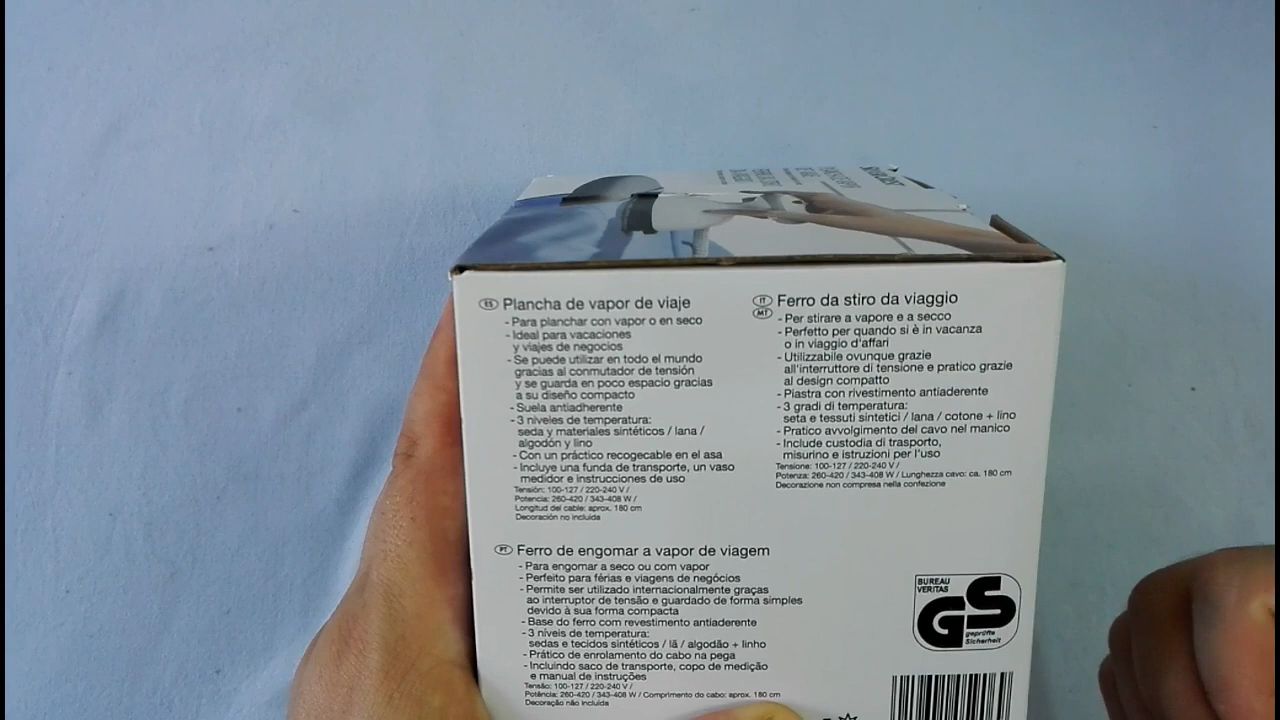 ES Plancha de vapor de viaje
- Para planchar con vapor o en seco
- Ideal para vacaciones
y viajes de negocios
- Se puede utilizar en todo el mundo
gracias al conmutador de tensión
y se guarda en poco espacio gracias
a su diseño compacto
- Suela antiadherente
- 3 niveles de temperatura:
seda y materiales sintéticos / lana /
algodón y lino
- Con un práctico recogecable en el asa
- Incluye una funda de transporte, un vaso
medidor e instrucciones de uso
Tensión: 100-127 / 220-240 V /
Potencia: 260-420 / 343-408 W /
Longitud del cable: aprox. 180 cm
Decoración no incluida
IT MT Ferro da stiro da viaggio
- Per stirare a vapore e a secco
- Perfetto per quando si è in vacanza
o in viaggio d'affari
- Utilizzabile ovunque grazie
all'interruttore di tensione e pratico grazie
al design compatto
- Piastra con rivestimento antiaderente
- 3 gradi di temperatura:
seta e tessuti sintetici / lana / cotone + lino
- Pratico avvolgimento del cavo nel manico
- Include custodia di trasporto,
misurino e istruzioni per l'uso
Tensione: 100-127 / 220-240 V /
Potenza: 260-420 / 343-408 W / Lunghezza cavo: ca. 180 cm
Decorazione non compresa nella confezione
PT Ferro de engomar a vapor de viagem
- Para engomar a seco ou com vapor
- Perfeito para férias e viagens de negócios
- Permite ser utilizado internacionalmente graças
ao interruptor de tensão e guardado de forma simples
devido à sua forma compacta
- Base do ferro com revestimento antiaderente
- 3 níveis de temperatura:
sedas e tecidos sintéticos / lã / algodão + linho
- Prático de enrolamento do cabo na pega
- Incluindo saco de transporte, copo de medição
e manual de instruções
Tensão: 100-127 / 220-240 V /
Potência: 260-420 / 343-408 W / Comprimento do cabo: aprox. 180 cm
Decoração não incluída
BUREAU
VERITAS
GS
geprüfte
Sicherheit